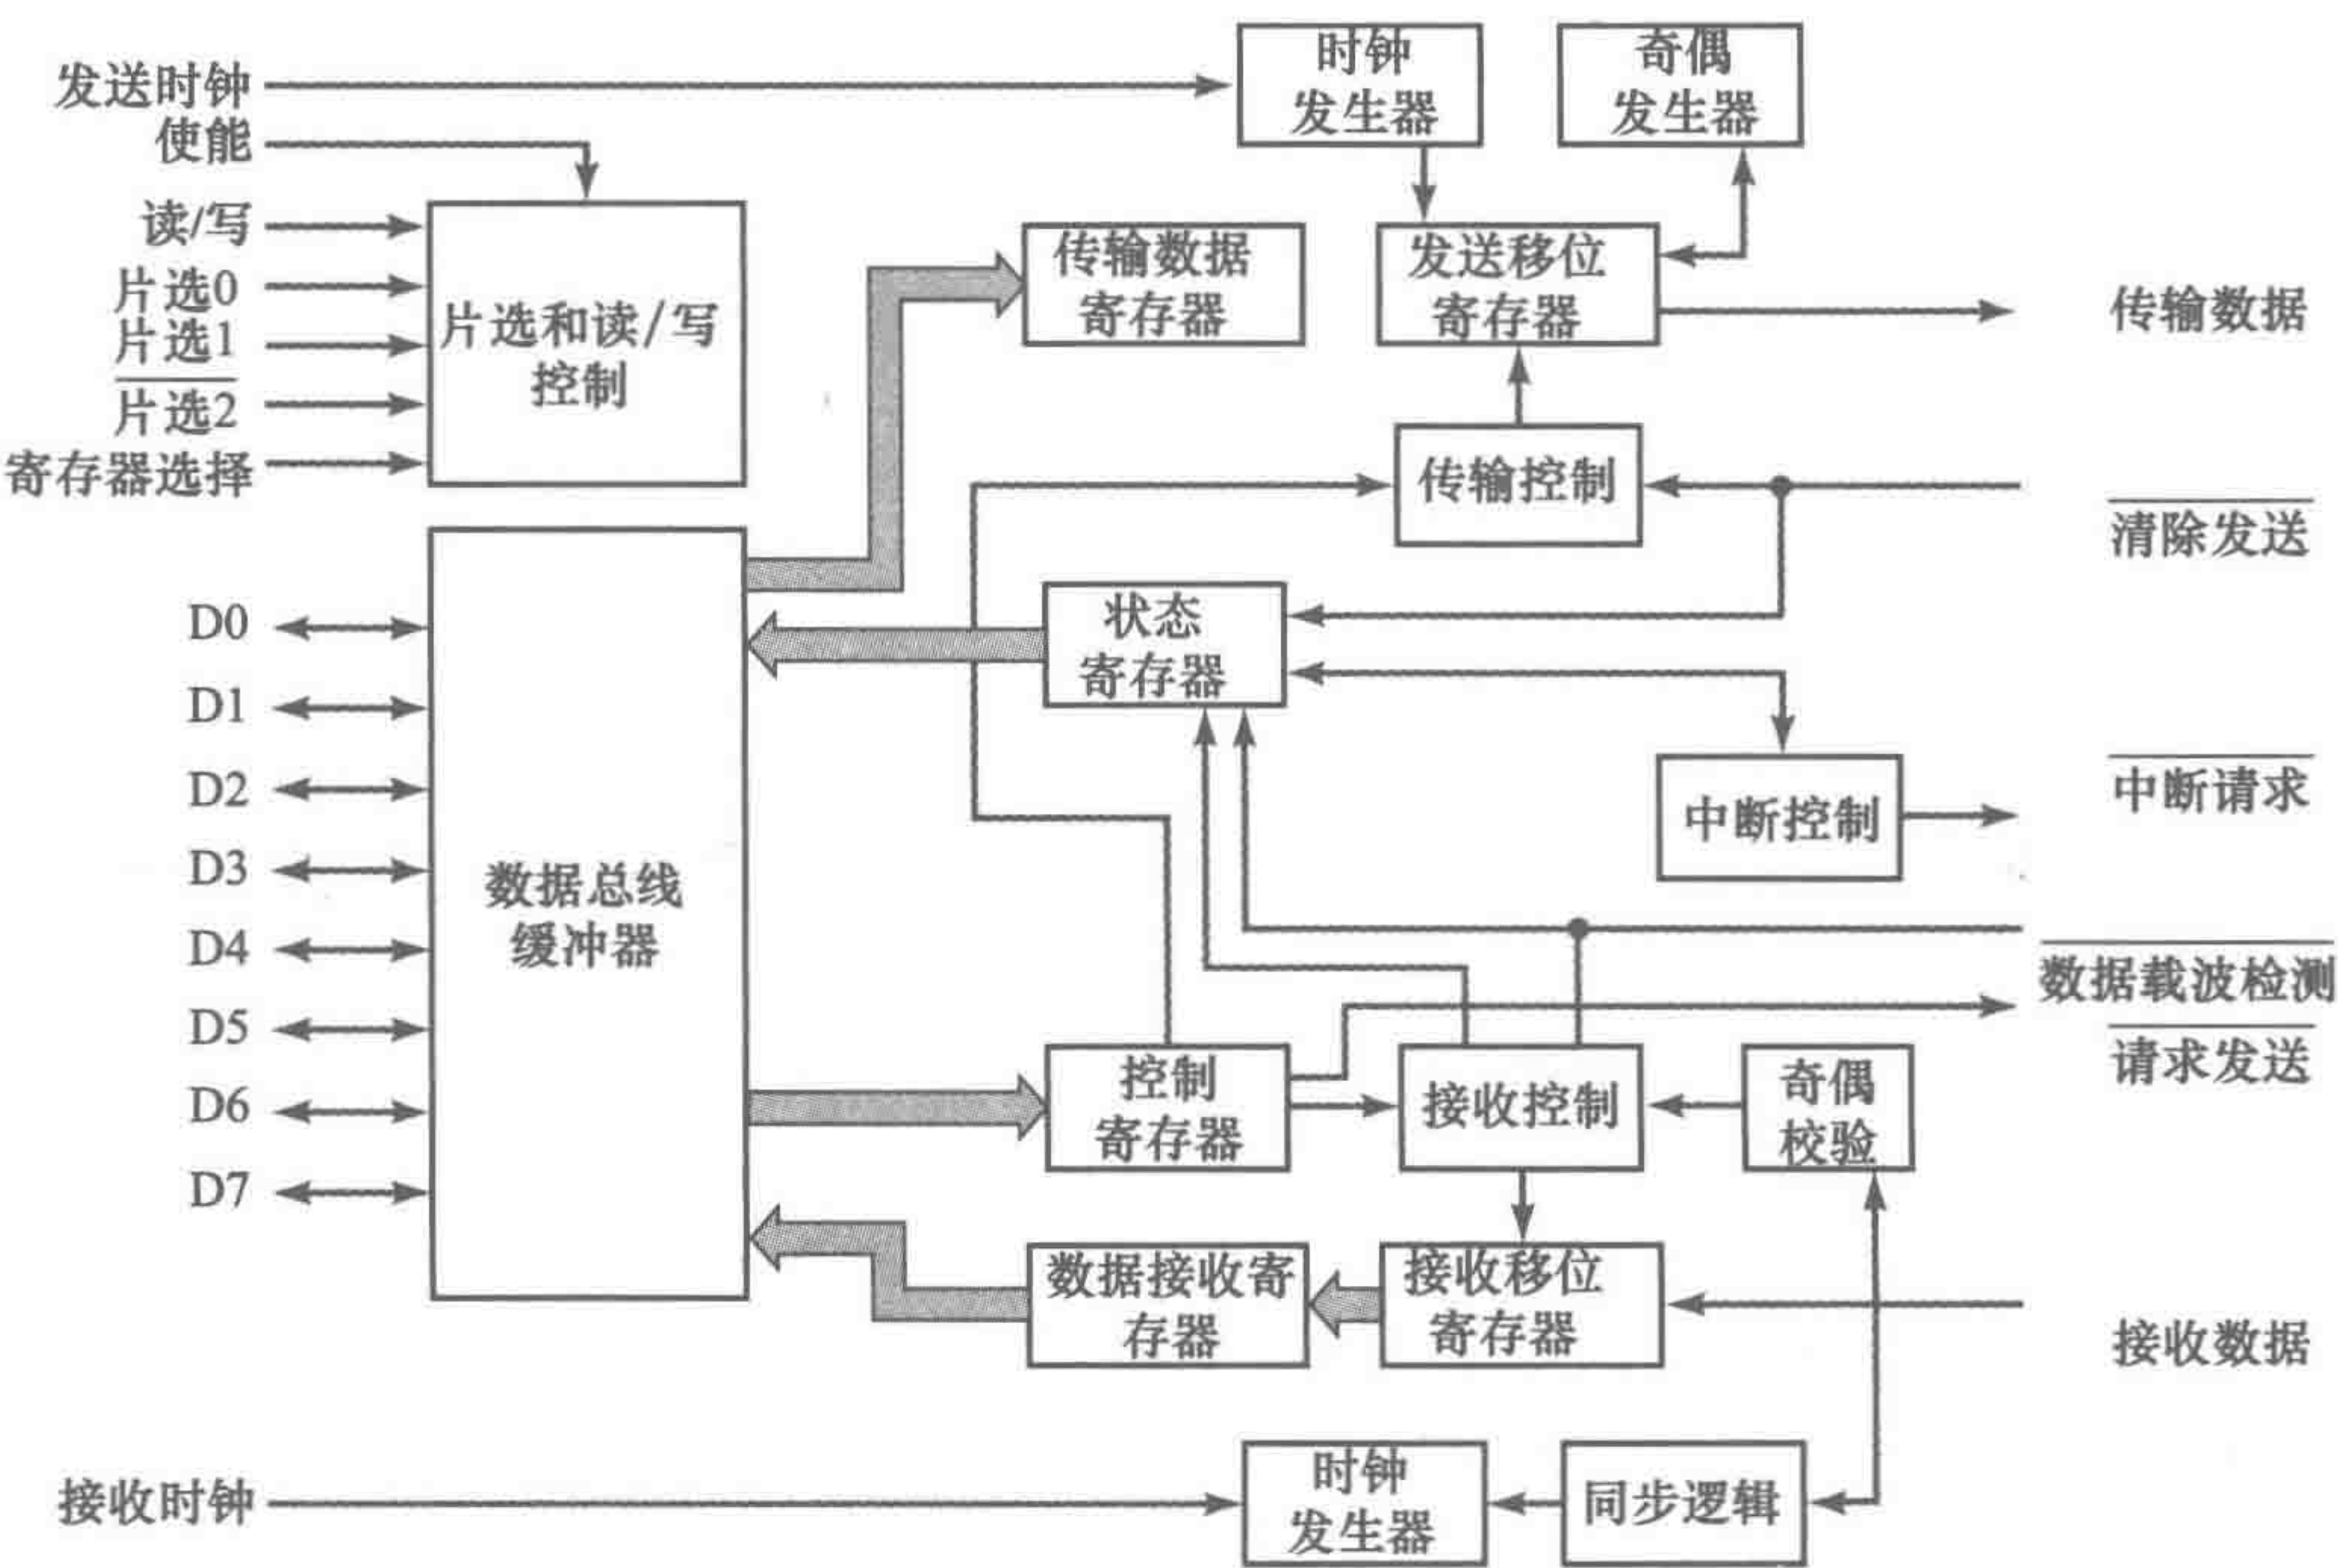 发送时钟
使能
读/写
片选0
片选1
片选2
寄存器选择
片选和读/写
控制
时钟
发生器
奇偶
发生器
传输数据
寄存器
发送移位
寄存器
传输数据
传输控制
清除发送
D0
D1
D2
D3
D4
D5
D6
D7
数据总线
缓冲器
状态
寄存器
中断控制
中断请求
数据载波检测
请求发送
控制
寄存器
接收控制
奇偶
校验
数据接收寄
存器
接收移位
寄存器
接收数据
接收时钟
时钟
发生器
同步逻辑